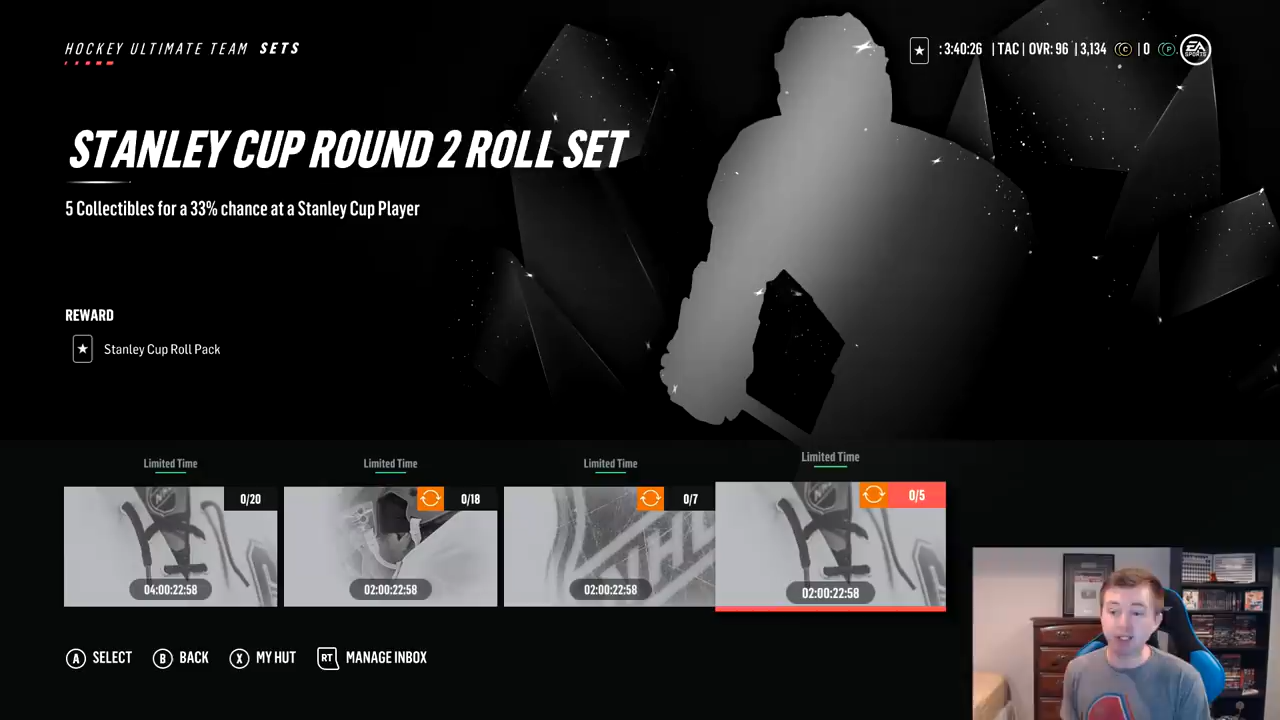 HOCKEY ULTIMATE TEAM SETS
: 3:40:26 | TAC | OVR: 96 | 3,134 C | 0 P EA SPORTS
STANLEY CUP ROUND 2 ROLL SET
5 Collectibles for a 33% chance at a Stanley Cup Player
REWARD
Stanley Cup Roll Pack
Limited Time Limited Time Limited Time Limited Time
0/20 0/18 0/7 0/5
04:00:22:58 02:00:22:58 02:00:22:58 02:00:22:58
A SELECT B BACK X MY HUT RT MANAGE INBOX